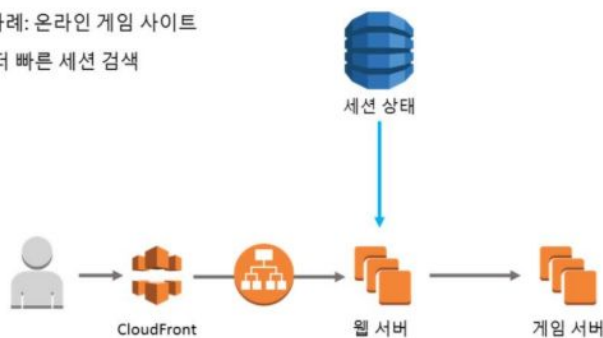 사례: 온라인 게임 사이트
더 빠른 세션 검색
세션 상태
CloudFront
웹 서버
게임 서버